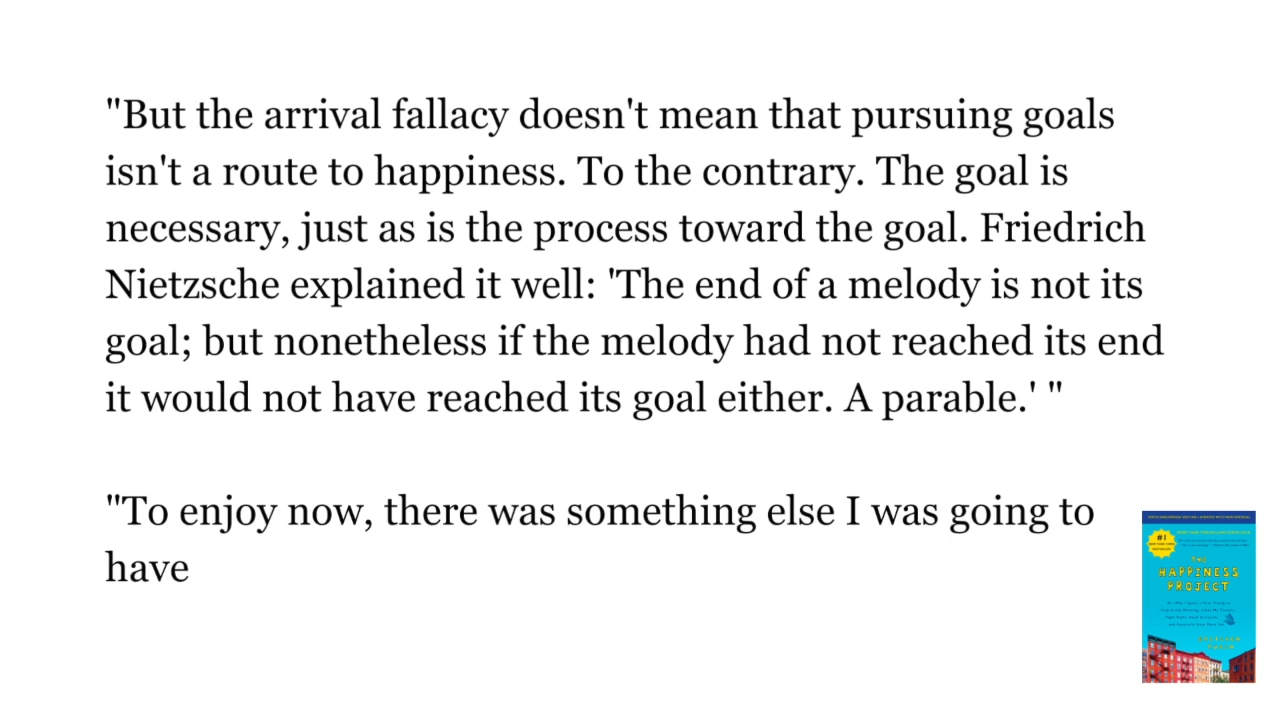 "But the arrival fallacy doesn't mean that pursuing goals
isn't a route to happiness. To the contrary. The goal is
necessary, just as is the process toward the goal. Friedrich
Nietzsche explained it well: 'The end of a melody is not its
goal; but nonetheless if the melody had not reached its end
it would not have reached its goal either. A parable.' "
"To enjoy now, there was something else I was going to
have
#1
THE
HAPPINESS
PROJECT